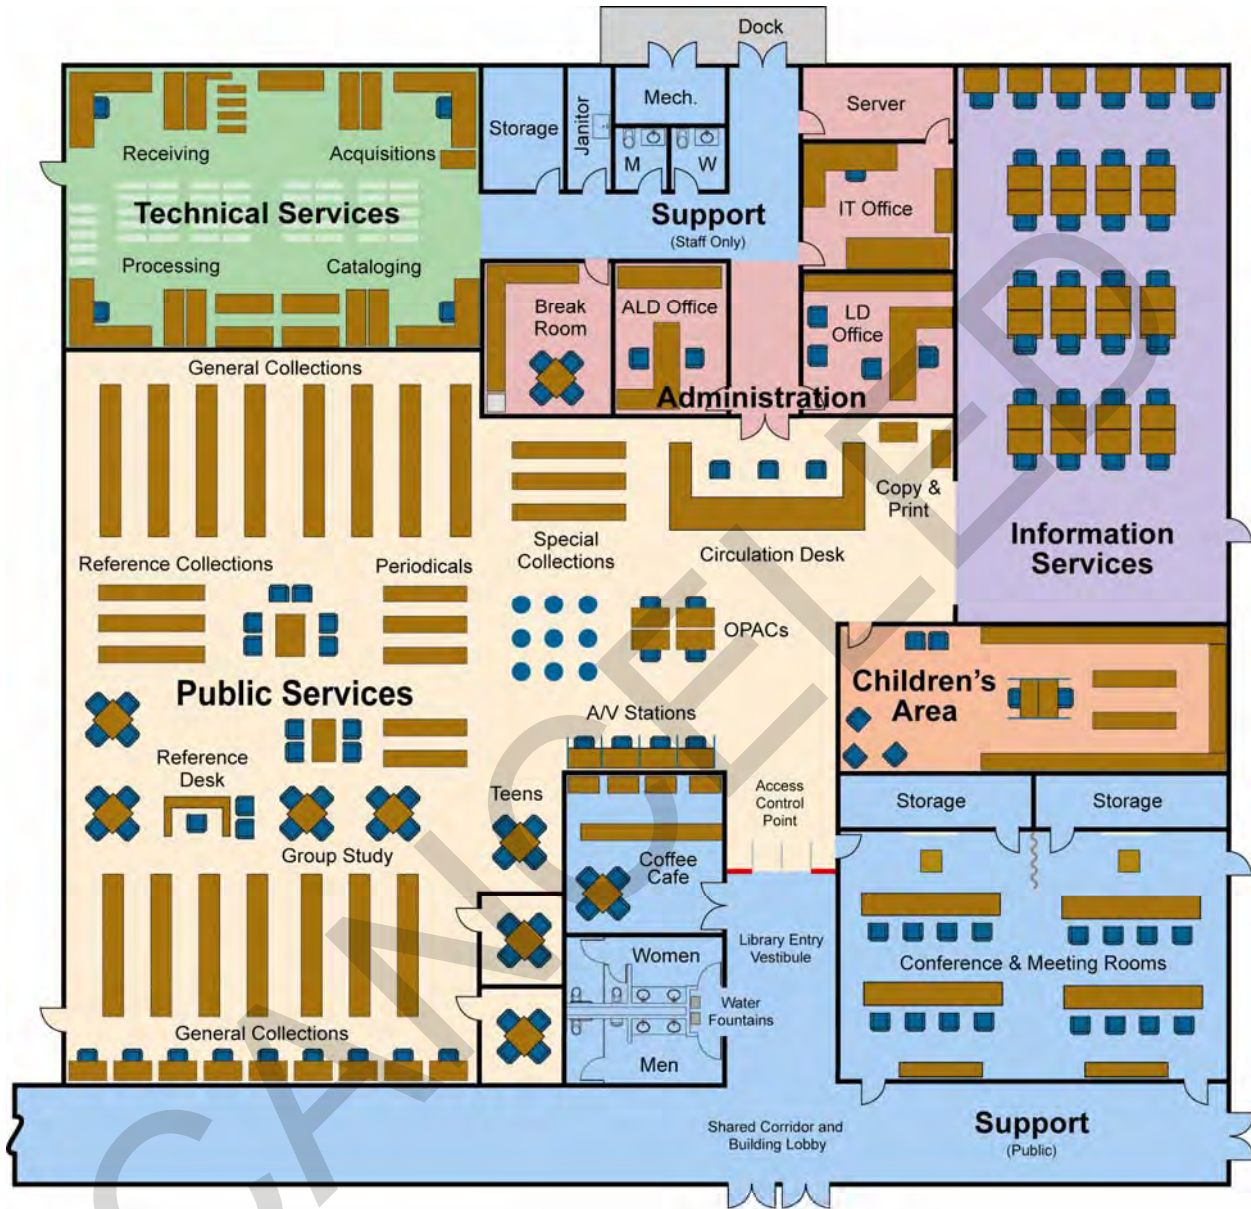 Dock
Mech.
Server
Storage
Janitor
M
W
Receiving
Acquisitions
Technical Services
Support
(Staff Only)
IT Office
Processing
Cataloging
Break
Room
ALD Office
LD
Office
General Collections
Administration
Copy &
Print
Information
Services
Special
Collections
Circulation Desk
Reference Collections
Periodicals
OPACs
Public Services
Children's
Area
A/V Stations
Reference
Desk
Teens
Access
Control
Point
Storage
Storage
Group Study
Coffee
Cafe
Women
Library Entry
Vestibule
Conference & Meeting Rooms
Water
Fountains
General Collections
Men
Shared Corridor and
Building Lobby
Support
(Public)
CANCELED